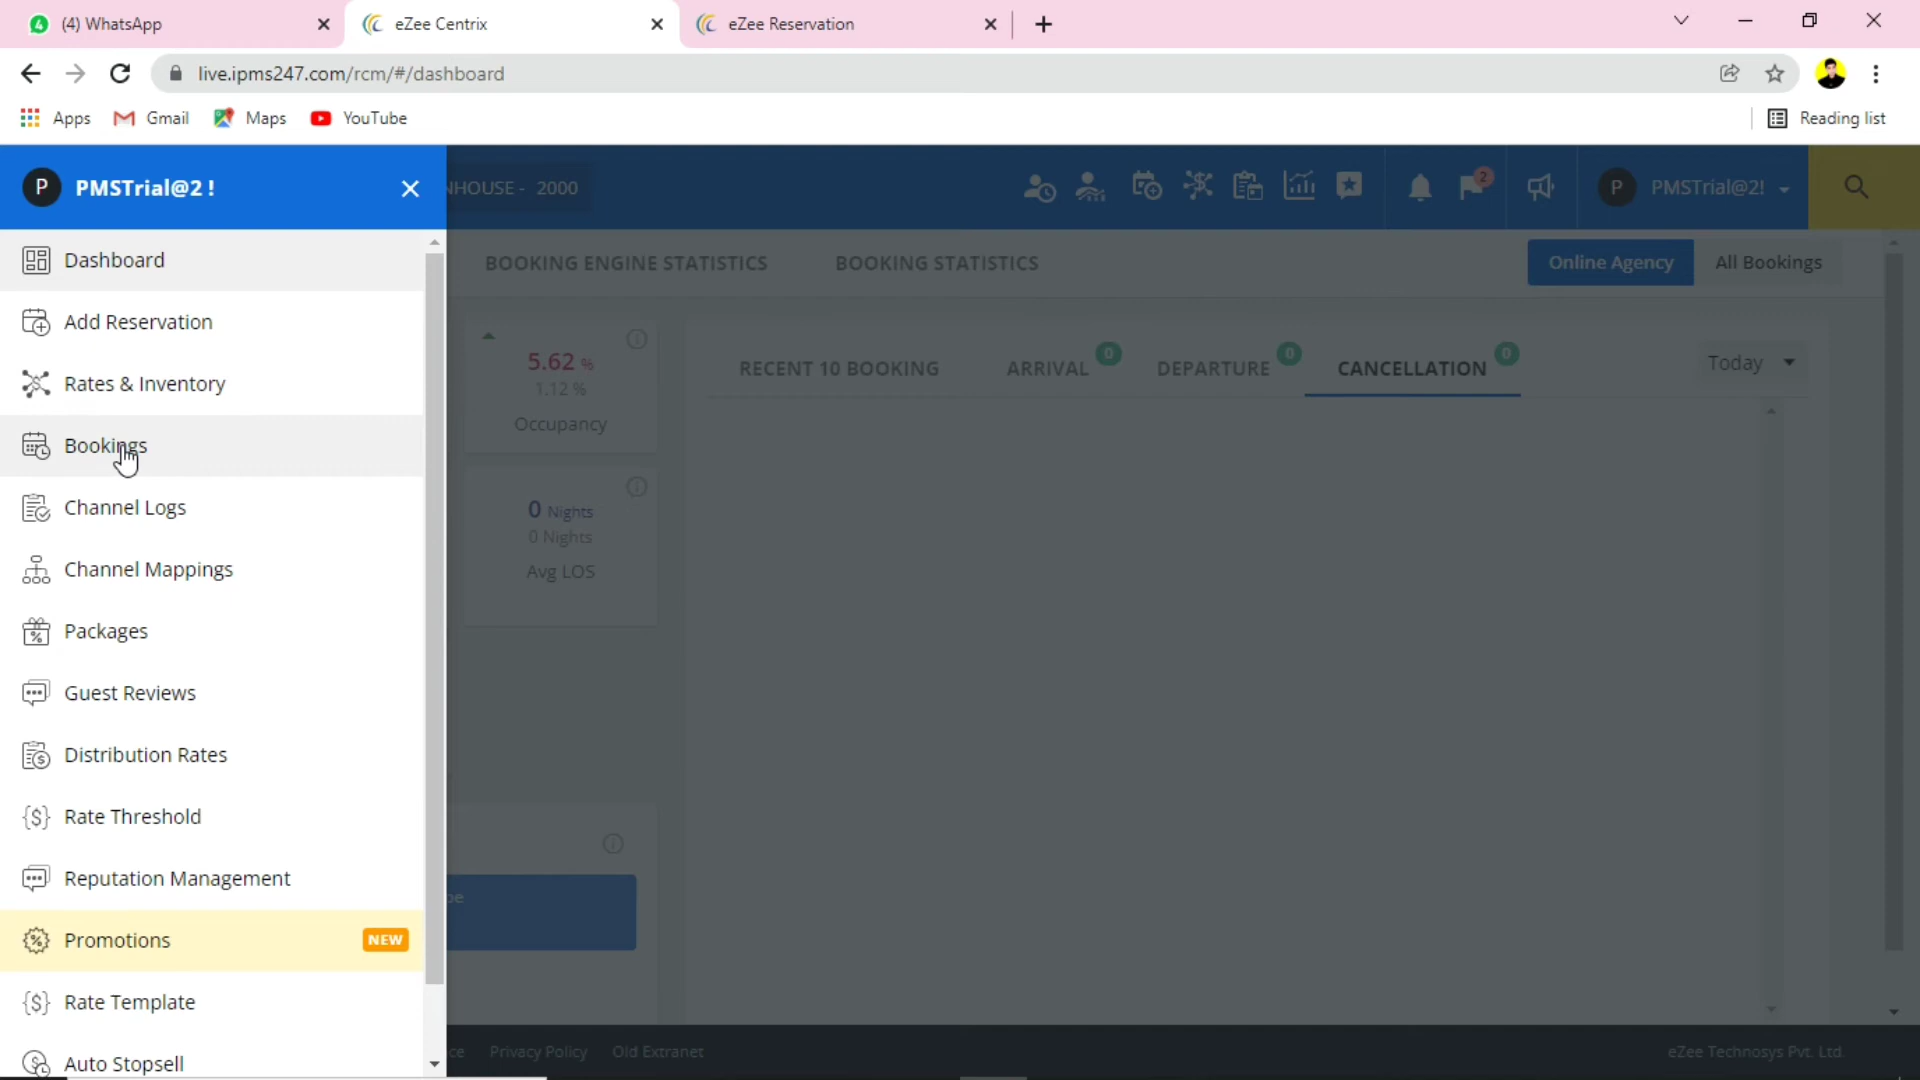 (4) WhatsApp
eZee Centrix
eZee Reservation
live.ipms247.com/rcm/#/dashboard
Apps
Gmail
Maps
YouTube
Reading list
P PMSTrial@2 !
NHOUSE - 2000
2
P PMSTrial@2!
Dashboard
Add Reservation
Rates & Inventory
Bookings
Channel Logs
Channel Mappings
Packages
Guest Reviews
Distribution Rates
Rate Threshold
Reputation Management
Promotions NEW
Rate Template
Auto Stopsell
BOOKING ENGINE STATISTICS
BOOKING STATISTICS
Online Agency
All Bookings
5.62 %
1.12 %
Occupancy
0 Nights
0 Nights
Avg LOS
RECENT 10 BOOKING
ARRIVAL 0
DEPARTURE 0
CANCELLATION 0
Today
Privacy Policy
Old Extranet
eZee Technosys Pvt. Ltd.